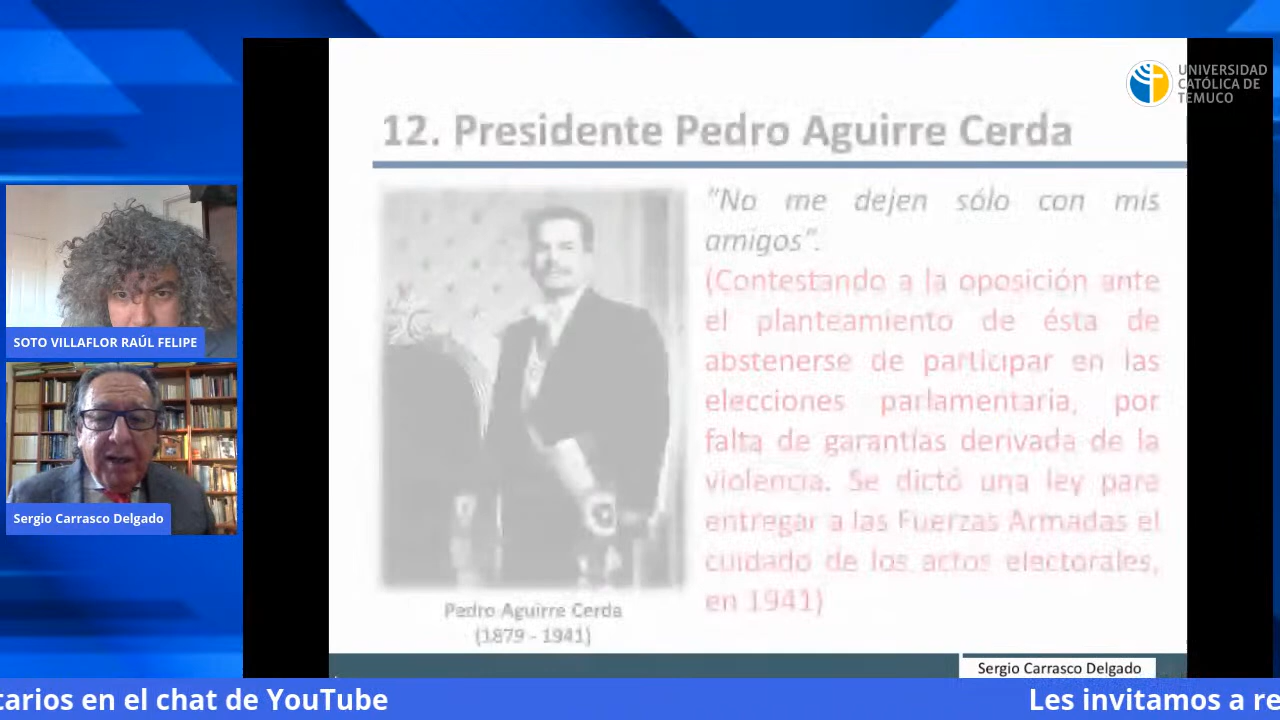 UNIVERSIDAD
CATÓLICA DE
TEMUCO
12. Presidente Pedro Aguirre Cerda
"No me dejen sólo con mis
amigos".
(Contestando a la oposición ante
el planteamiento de ésta de
abstenerse de participar en las
elecciones parlamentaria, por
falta de garantías derivada de la
violencia. Se dictó una ley para
entregar a las Fuerzas Armadas el
cuidado de los actos electorales,
en 1941)
Pedro Aguirre Cerda
(1879 - 1941)
Sergio Carrasco Delgado
SOTO VILLAFLOR RAÚL FELIPE
Sergio Carrasco Delgado
tarios en el chat de YouTube
Les invitamos a re